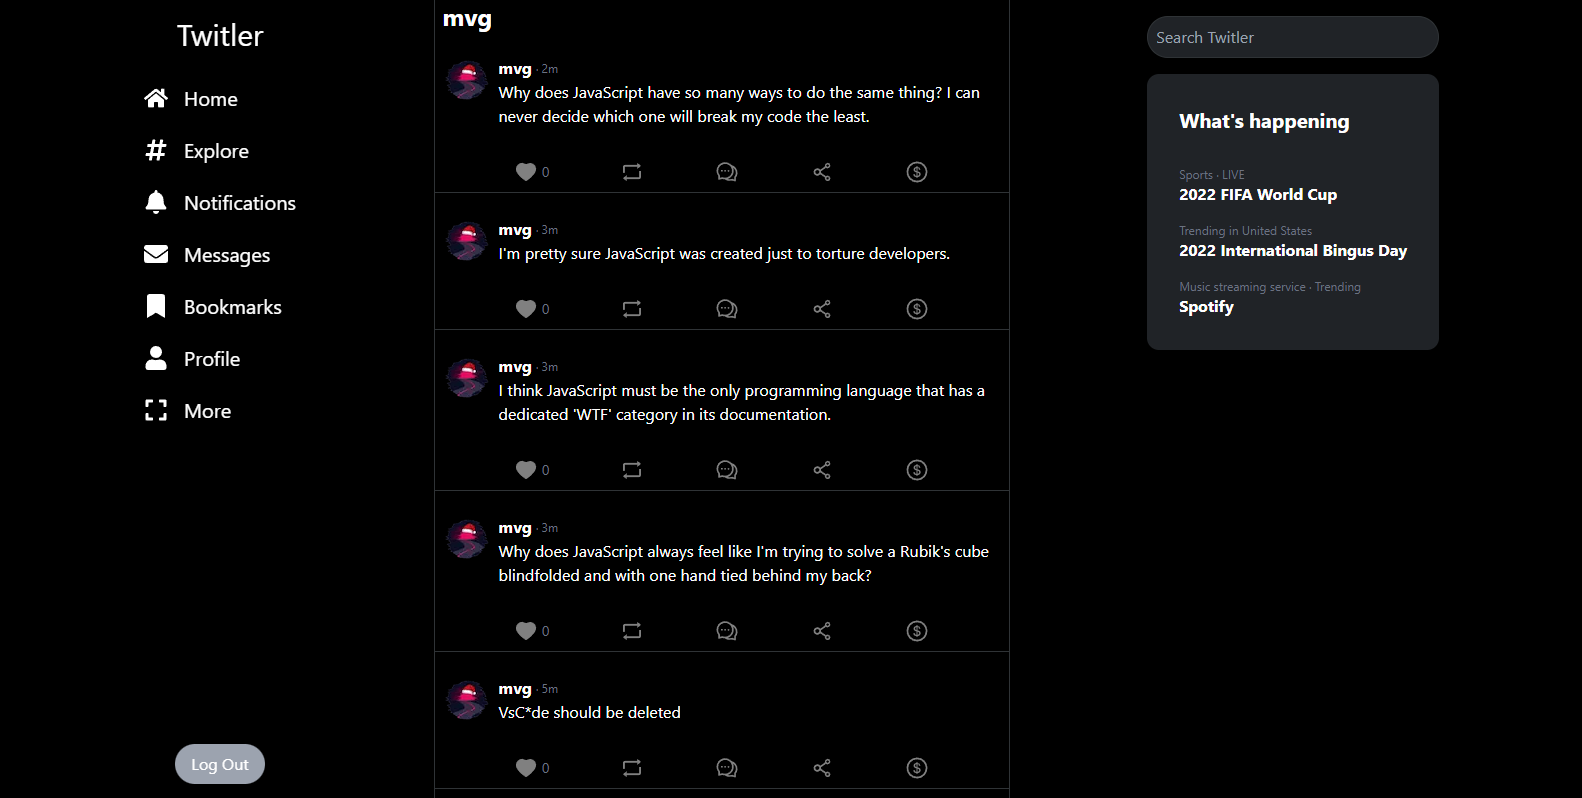 Twitler
Home
Explore
Notifications
Messages
Bookmarks
Profile
More
Log Out
mvg
mvg · 2m
Why does JavaScript have so many ways to do the same thing? I can
never decide which one will break my code the least.
0
mvg · 3m
I'm pretty sure JavaScript was created just to torture developers.
0
mvg · 3m
I think JavaScript must be the only programming language that has a
dedicated 'WTF' category in its documentation.
0
mvg · 3m
Why does JavaScript always feel like I'm trying to solve a Rubik's cube
blindfolded and with one hand tied behind my back?
0
mvg · 5m
VsC*de should be deleted
0
Search Twitler
What's happening
Sports · LIVE
2022 FIFA World Cup
Trending in United States
2022 International Bingus Day
Music streaming service · Trending
Spotify